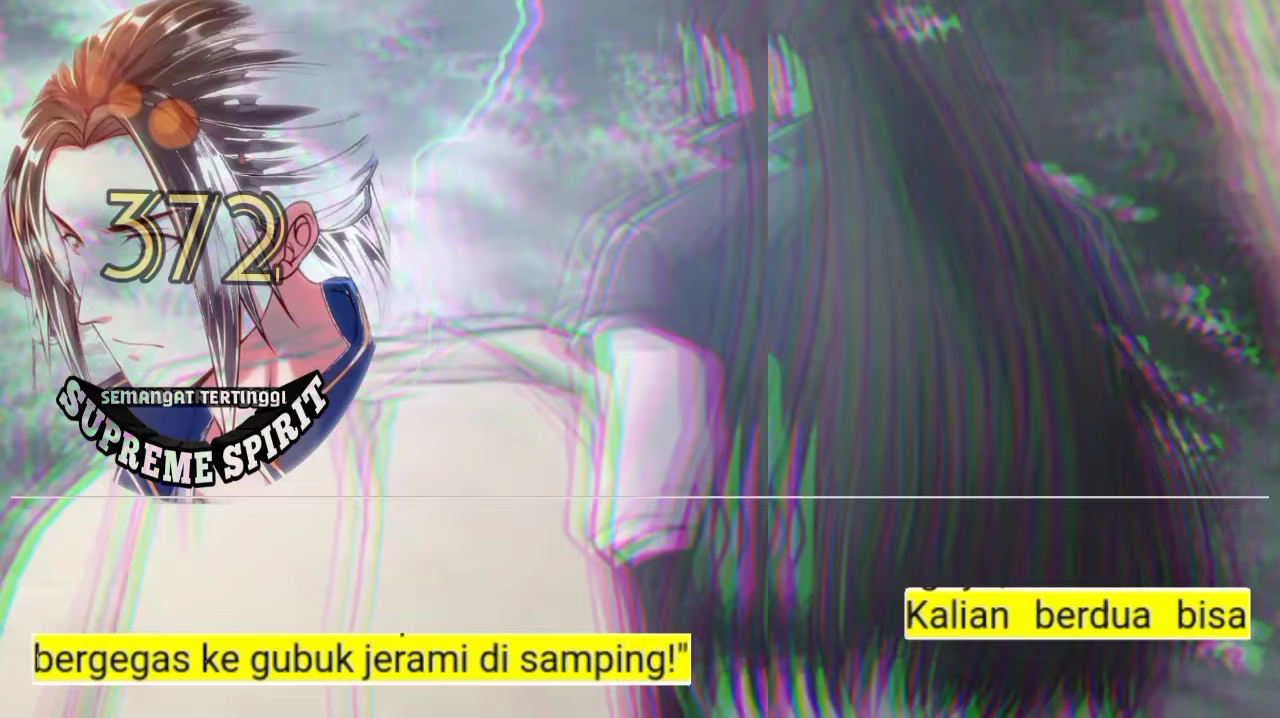 372
SEMANGAT TERTINGGI
SUPREME SPIRIT
Kalian berdua bisa
bergegas ke gubuk jerami di samping!"